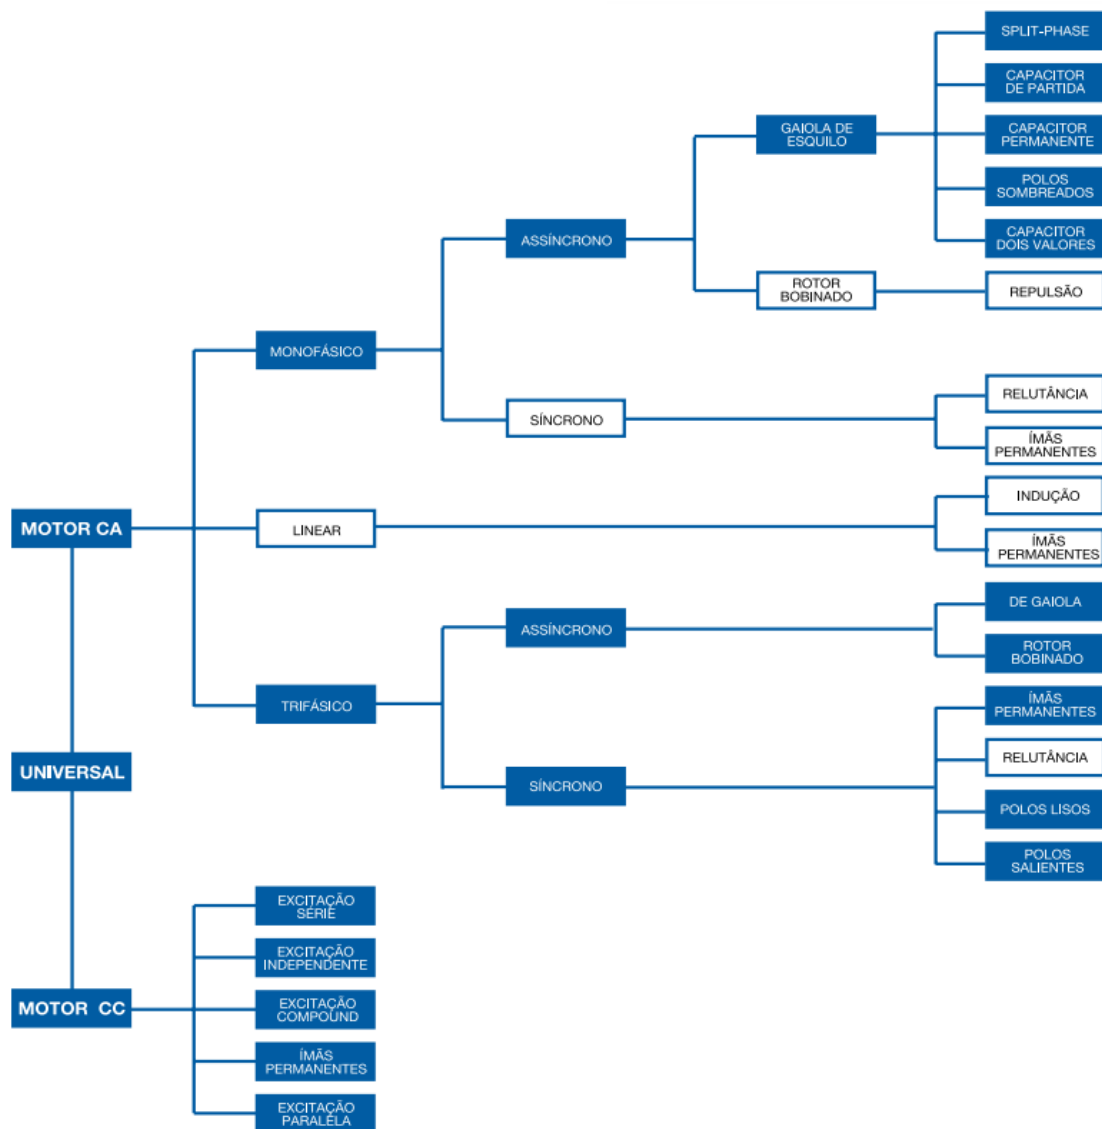 SPLIT-PHASE
CAPACITOR
DE PARTIDA
GAIOLA DE
ESQUILO
CAPACITOR
PERMANENTE
POLOS
SOMBREADOS
ASSÍNCRONO
CAPACITOR
DOIS VALORES
ROTOR
BOBINADO
REPULSÃO
MONOFÁSICO
RELUTÂNCIA
SÍNCRONO
ÍMÃS
PERMANENTES
INDUÇÃO
MOTOR CA
LINEAR
ÍMÃS
PERMANENTES
DE GAIOLA
ASSÍNCRONO
ROTOR
BOBINADO
TRIFÁSICO
ÍMÃS
PERMANENTES
RELUTÂNCIA
UNIVERSAL
SÍNCRONO
POLOS LISOS
POLOS
SALIENTES
EXCITAÇÃO
SÉRIE
EXCITAÇÃO
INDEPENDENTE
MOTOR CC
EXCITAÇÃO
COMPOUND
ÍMÃS
PERMANENTES
EXCITAÇÃO
PARALELA